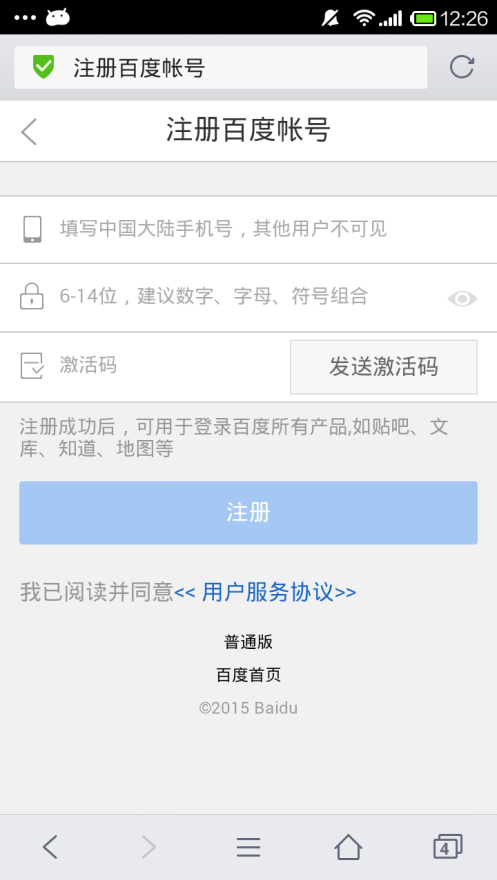 12:26
注册百度帐号
注册百度帐号
填写中国大陆手机号，其他用户不可见
6-14位，建议数字、字母、符号组合
激活码
发送激活码
注册成功后，可用于登录百度所有产品,如贴吧、文
库、知道、地图等
注册
我已阅读并同意<< 用户服务协议>>
普通版
百度首页
©2015 Baidu
4